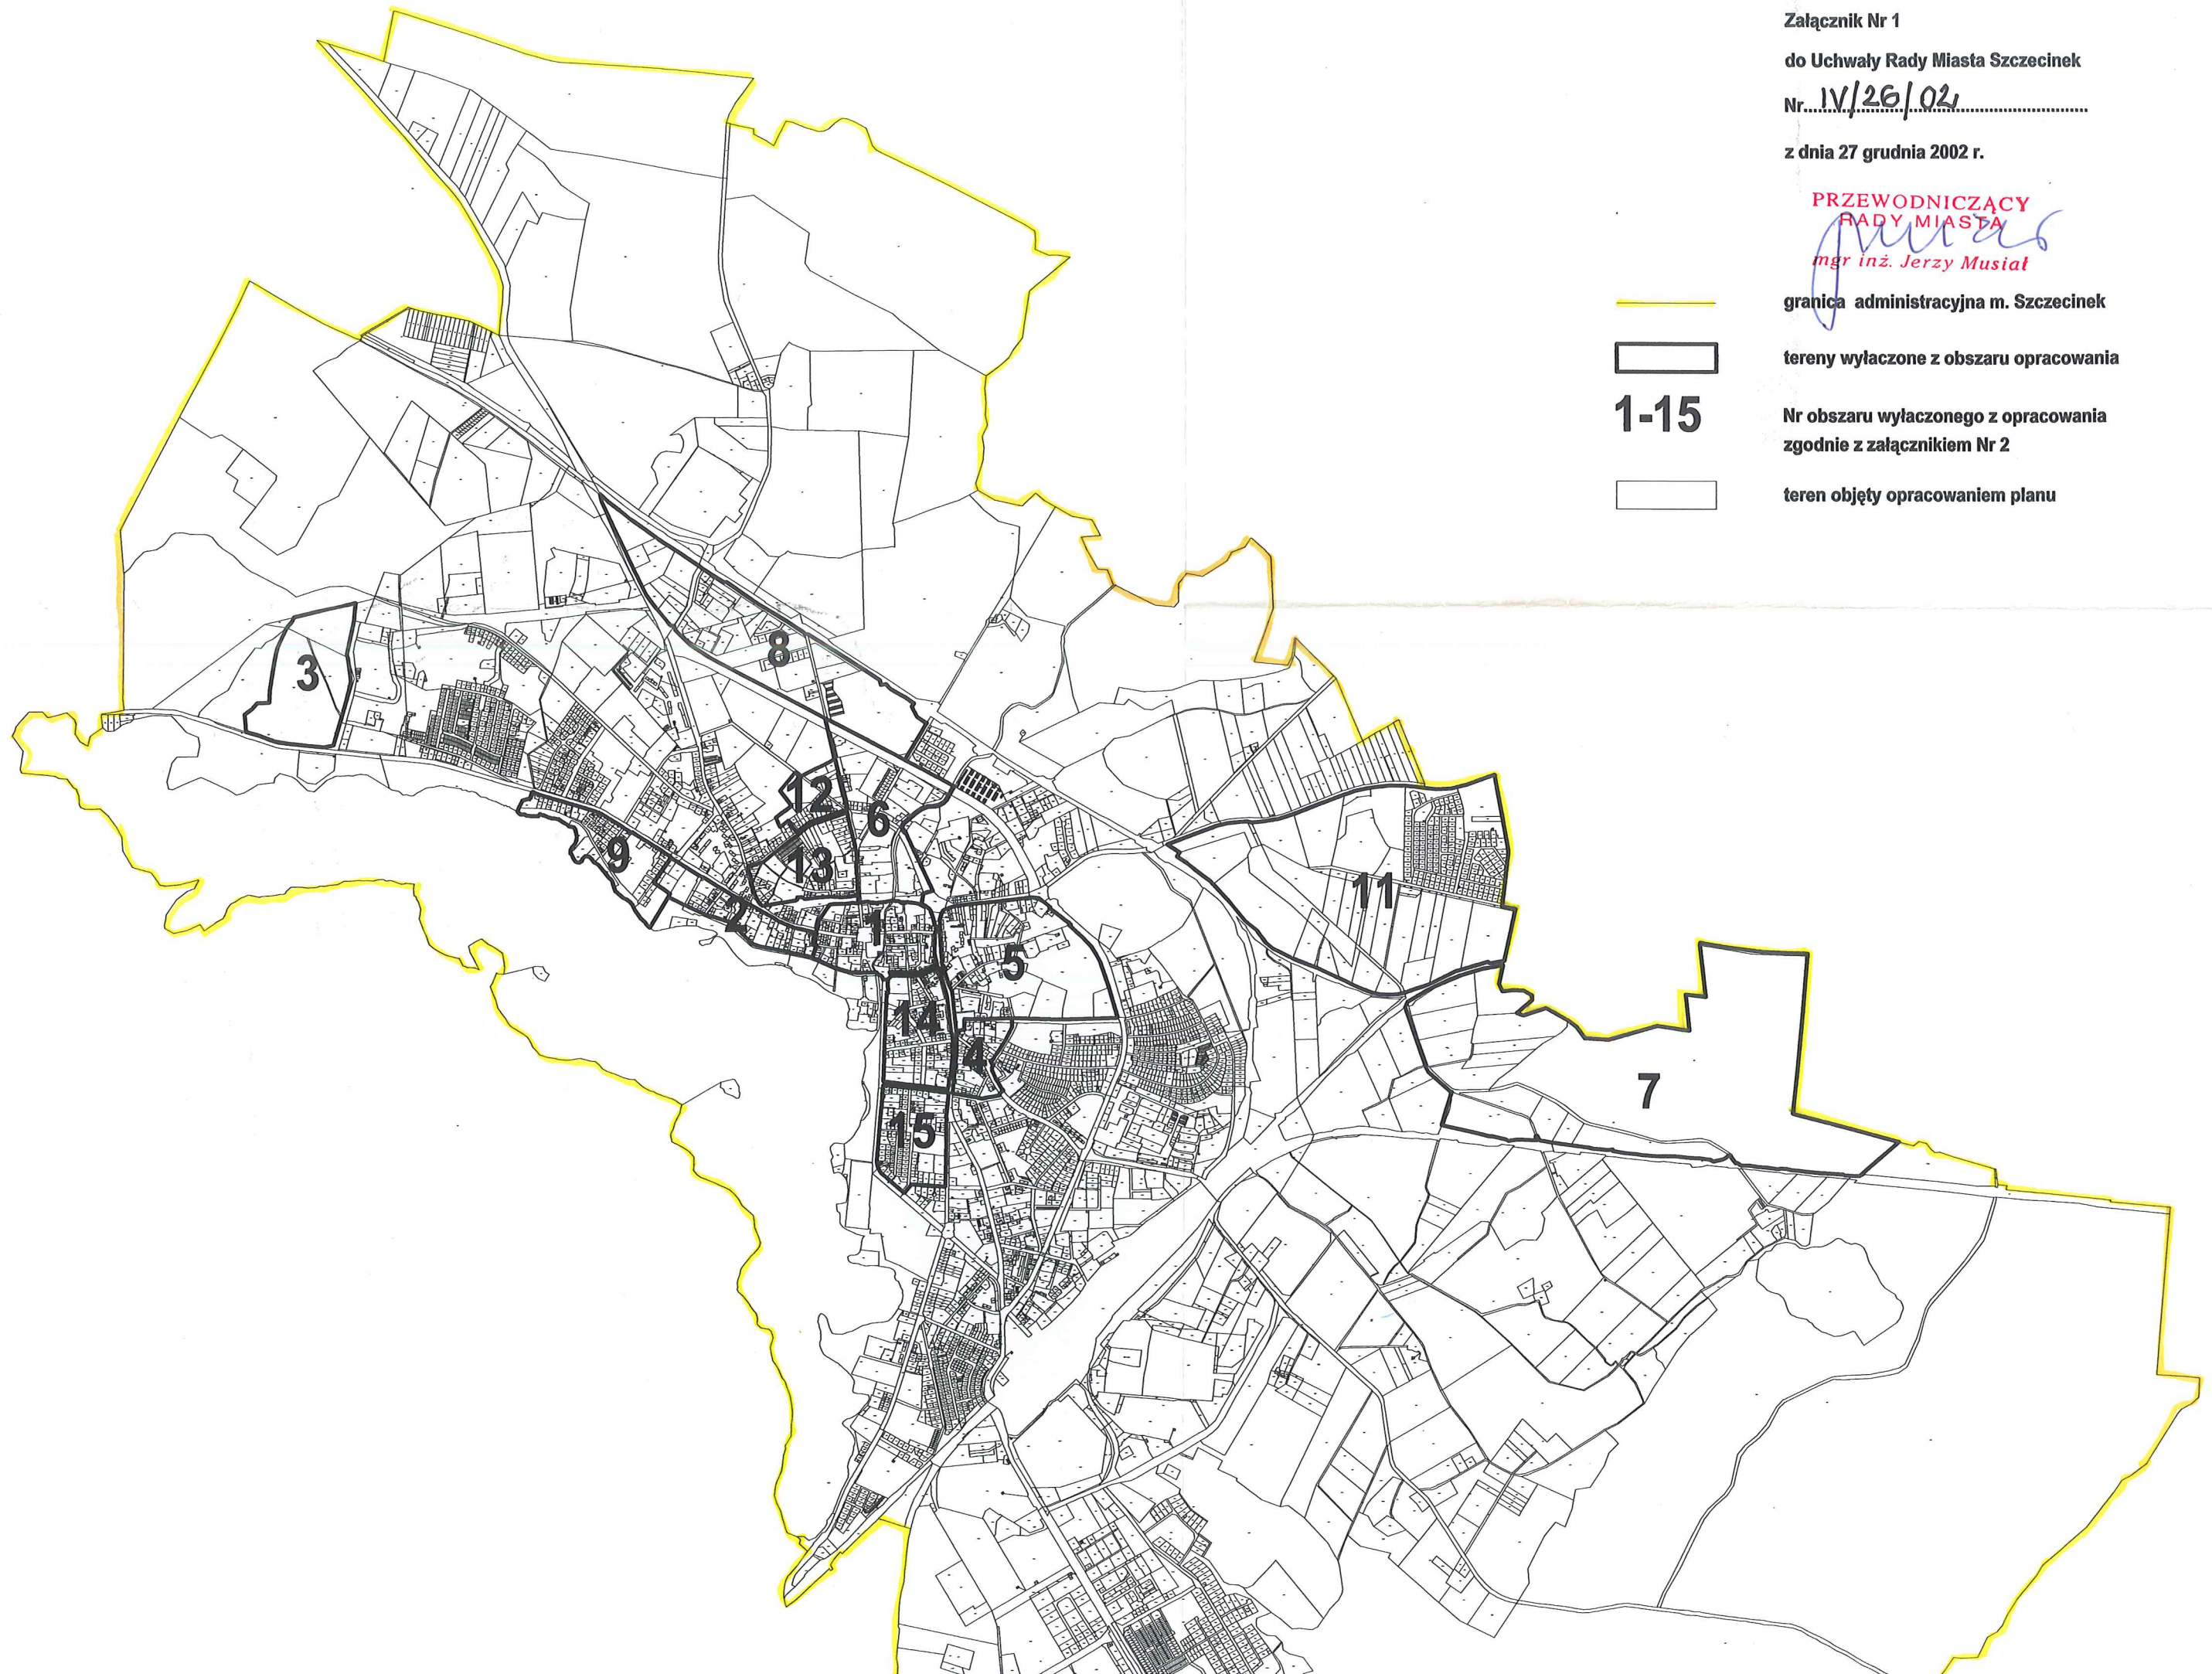 Załącznik Nr 1
do Uchwały Rady Miasta Szczecinek
Nr.....IV/26/02..............................
z dnia 27 grudnia 2002 r.
PRZEWODNICZĄCY
RADY MIASTA
mgr inż. Jerzy Musiał
granica administracyjna m. Szczecinek
tereny wyłaczone z obszaru opracowania
1-15
Nr obszaru wyłaczonego z opracowania
zgodnie z załącznikiem Nr 2
teren objęty opracowaniem planu
8
3
12
6
9
13
11
2
1
5
14
4
7
15